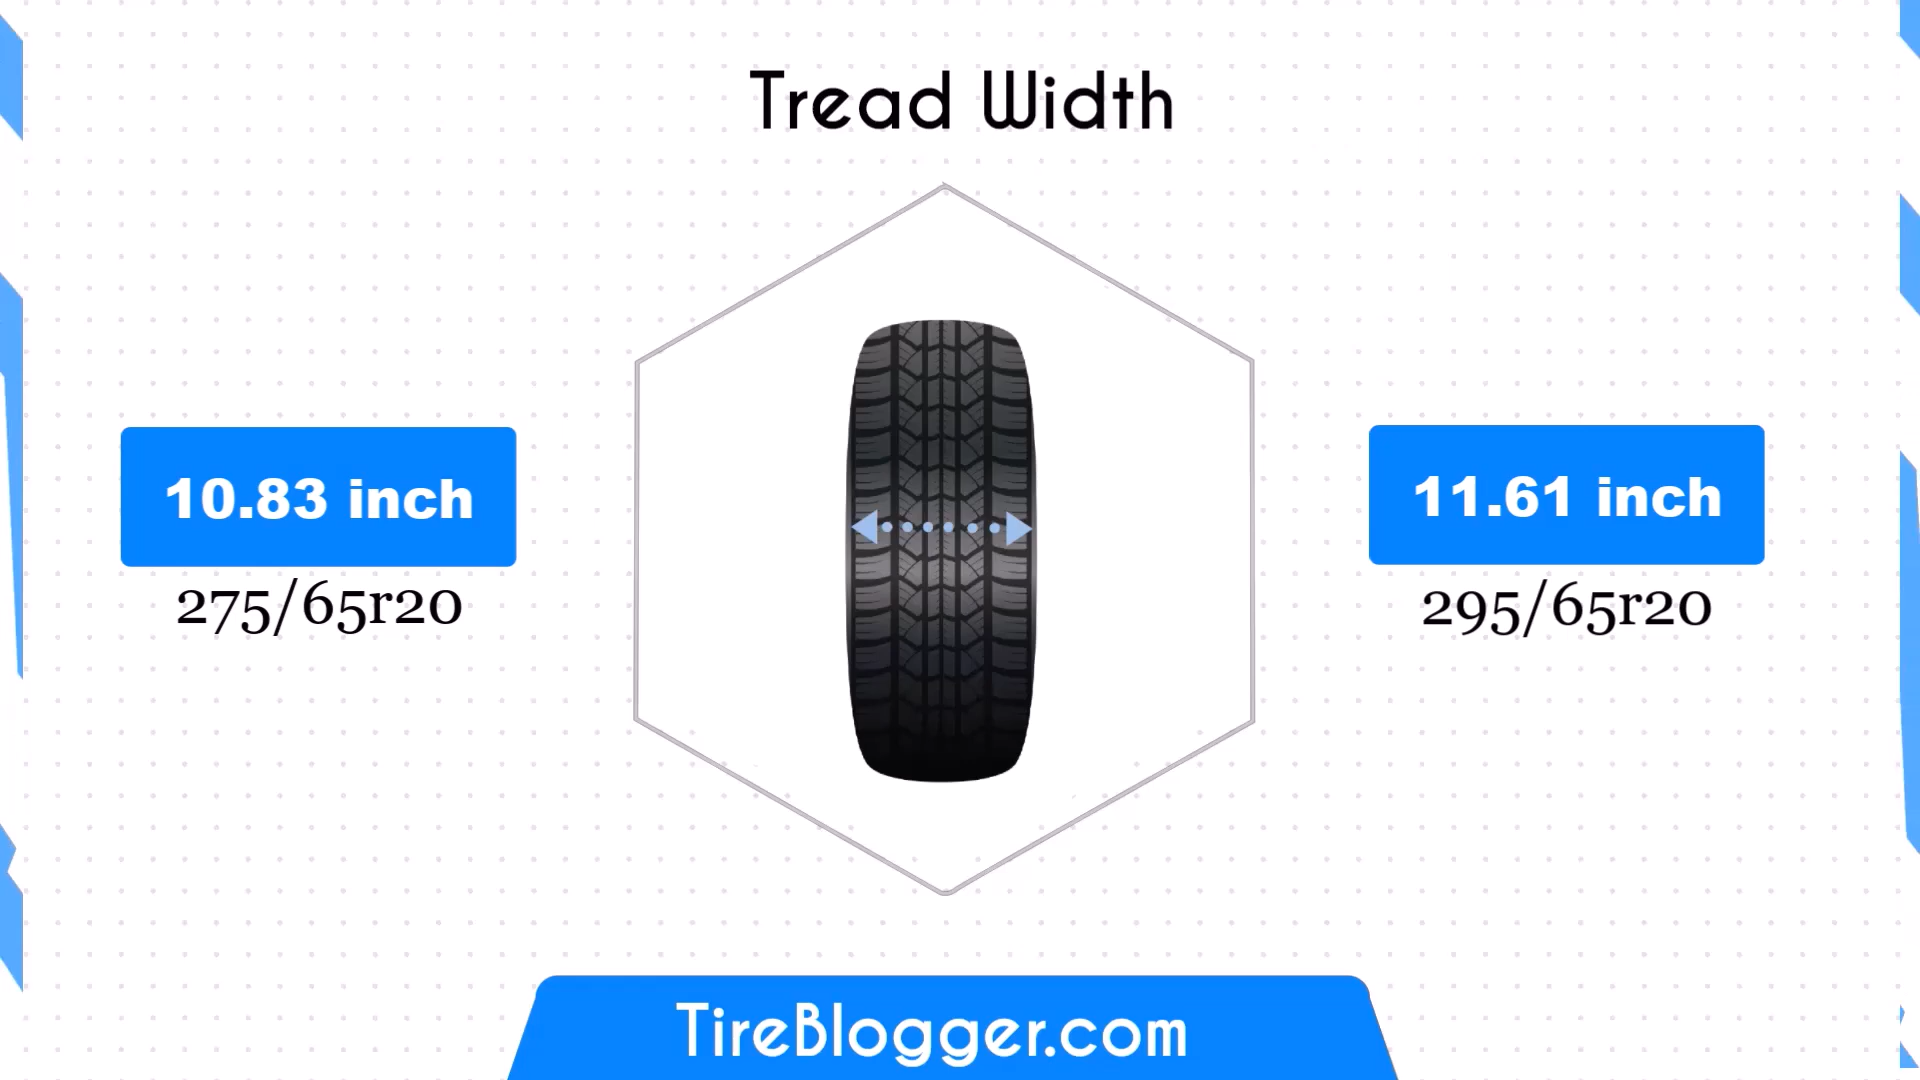 Tread Width
10.83 inch
275/65r20
11.61 inch
295/65r20
TireBlogger.com